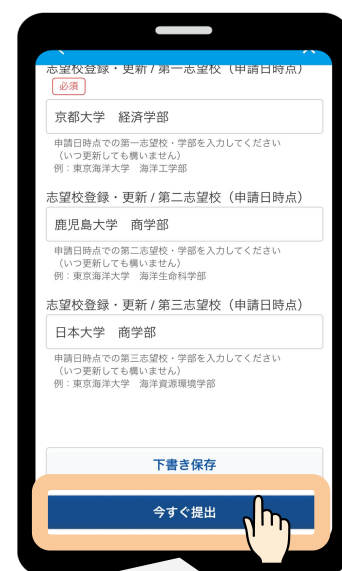 志望校登録・更新 / 第一志望校（申請日時点）
必須
京都大学　経済学部
申請日時点での第一志望校・学部を入力してください
（いつ更新しても構いません）
例：東京海洋大学　海洋工学部
志望校登録・更新 / 第二志望校（申請日時点）
鹿児島大学　商学部
申請日時点での第二志望校・学部を入力してください
（いつ更新しても構いません）
例：東京海洋大学　海洋生命科学部
志望校登録・更新 / 第三志望校（申請日時点）
日本大学　商学部
申請日時点での第三志望校・学部を入力してください
（いつ更新しても構いません）
例：東京海洋大学　海洋資源環境学部
下書き保存
今すぐ提出